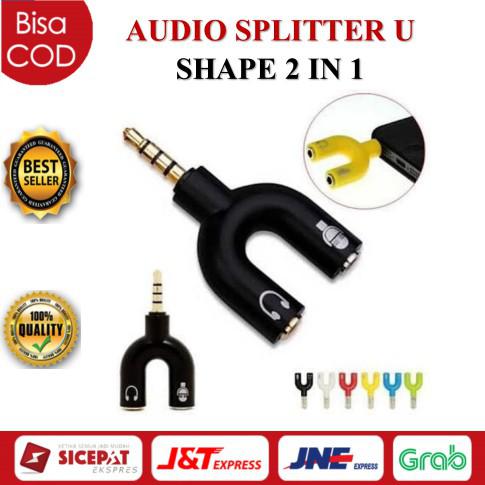 Bisa
COD
AUDIO SPLITTER U
SHAPE 2 IN 1
BEST
SELLER
100%
QUALITY
SICEPAT
EKSPRES
J&T EXPRESS
JNE EXPRESS
Grab